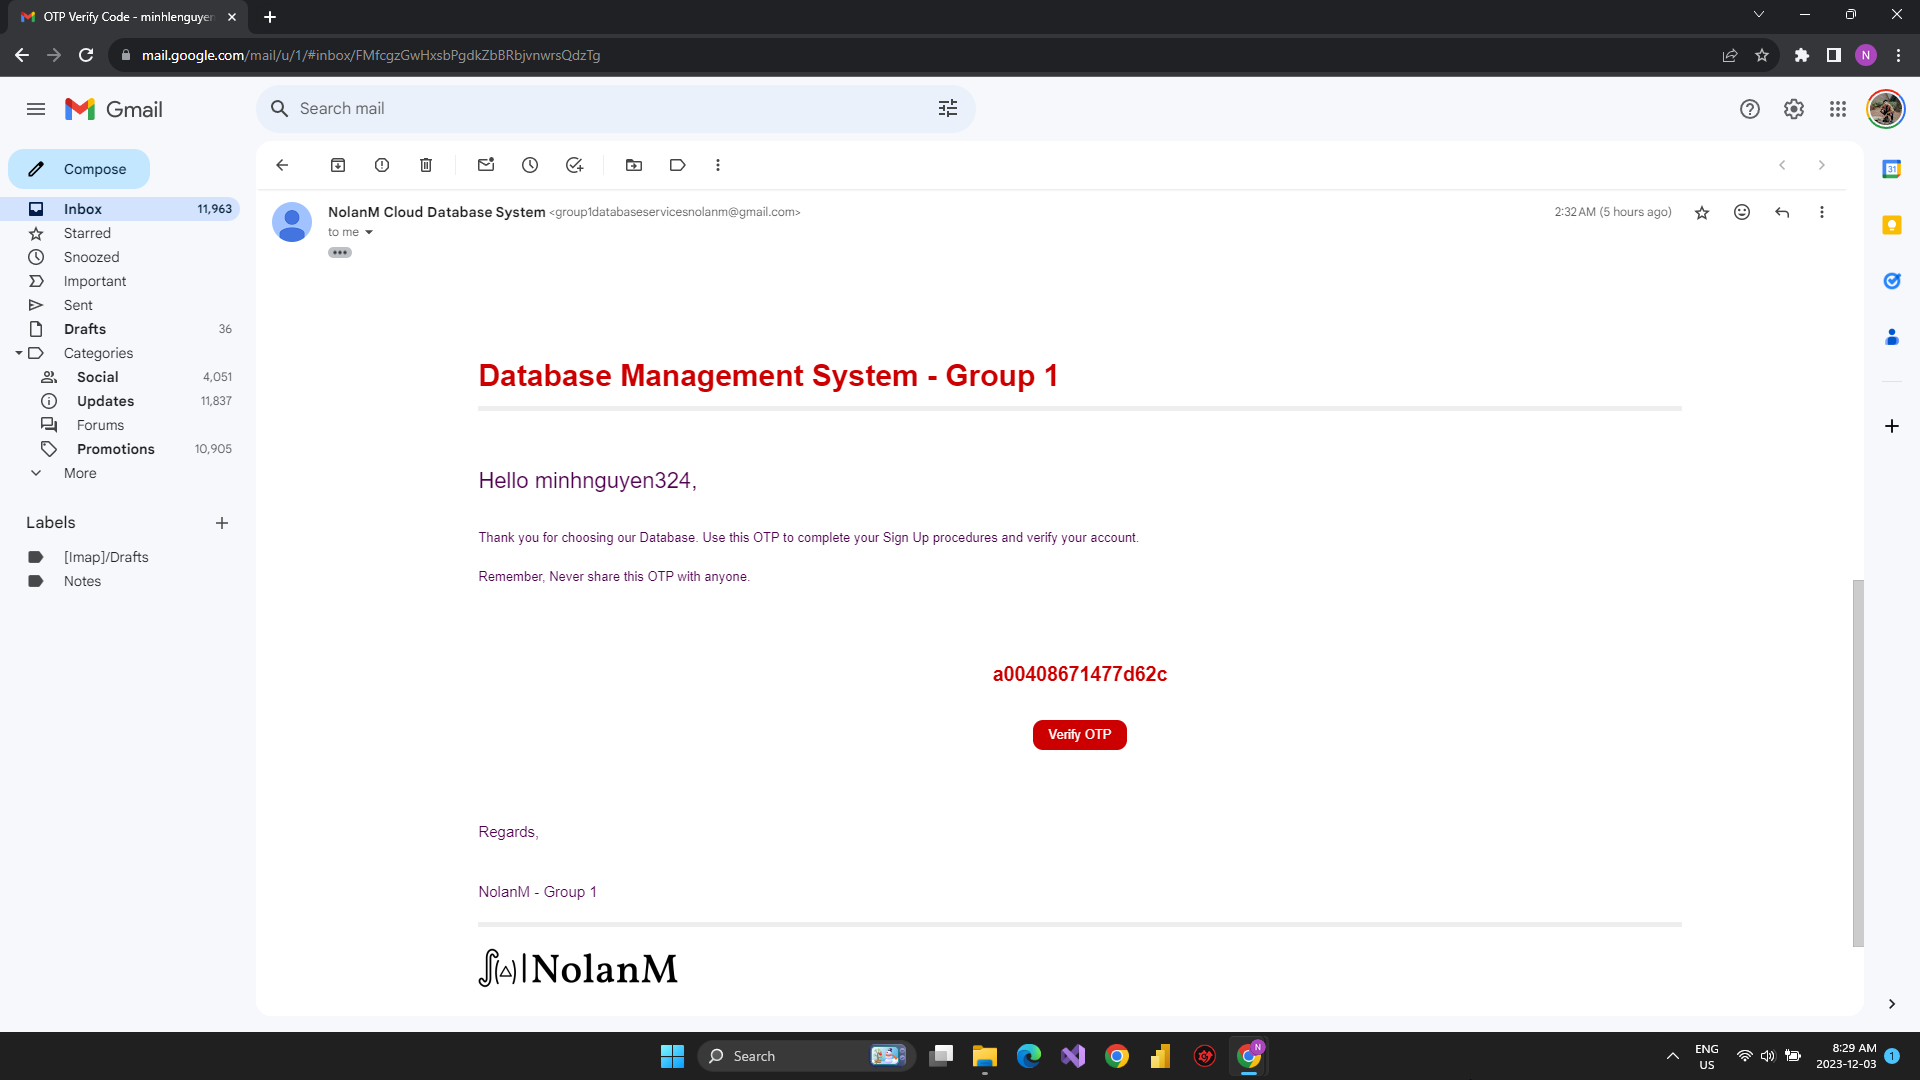 OTP Verify Code - minhlenguyen
mail.google.com/mail/u/1/#inbox/FMfcgzGwHxsbPgdkZbBRbjvnwrsQdzTg
N
Gmail
Search mail
Compose
Inbox 11,963
Starred
Snoozed
Important
Sent
Drafts 36
Categories
Social 4,051
Updates 11,837
Forums
Promotions 10,905
More
Labels
[Imap]/Drafts
Notes
NolanM Cloud Database System <group1databaseservicesnolanm@gmail.com>
2:32 AM (5 hours ago)
to me
31
Database Management System - Group 1
Hello minhnguyen324,
Thank you for choosing our Database. Use this OTP to complete your Sign Up procedures and verify your account.
Remember, Never share this OTP with anyone.
a00408671477d62c
Verify OTP
Regards,
NolanM - Group 1
∫(△)|NolanM
Search
N
ENG
US
8:29 AM
2023-12-03
1